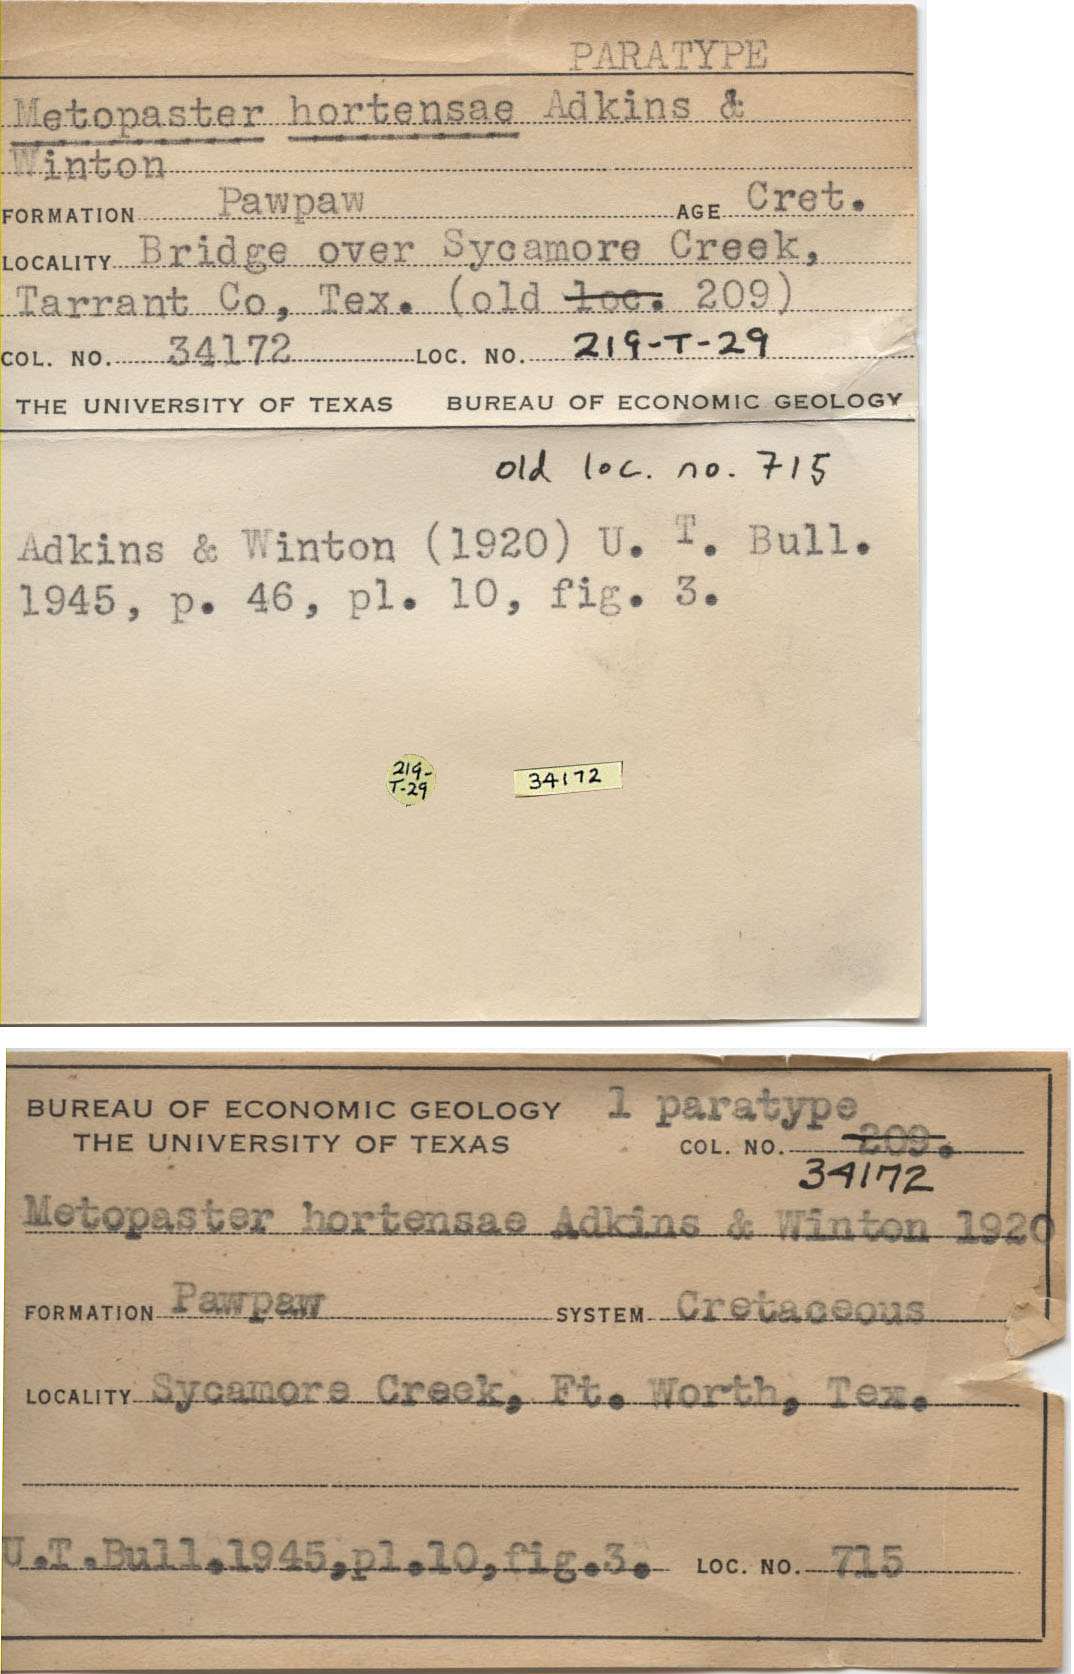 PARATYPE
Metopaster hortensae Adkins &
Winton
FORMATION Pawpaw AGE Cret.
LOCALITY Bridge over Sycamore Creek,
Tarrant Co, Tex. (old loc. 209)
COL. NO. 34172 LOC. NO. 219-T-29
THE UNIVERSITY OF TEXAS BUREAU OF ECONOMIC GEOLOGY
old loc. no. 715
Adkins & Winton (1920) U. T. Bull.
1945, p. 46, pl. 10, fig. 3.
219-
T-29
34172
BUREAU OF ECONOMIC GEOLOGY 1 paratype
THE UNIVERSITY OF TEXAS COL. NO. 209.
34172
Metopaster hortensae Adkins & Winton 1920
FORMATION Pawpaw SYSTEM Cretaceous
LOCALITY Sycamore Creek, Ft. Worth, Tex.
U.T.Bull.1945,pl.10,fig.3. LOC. NO. 715